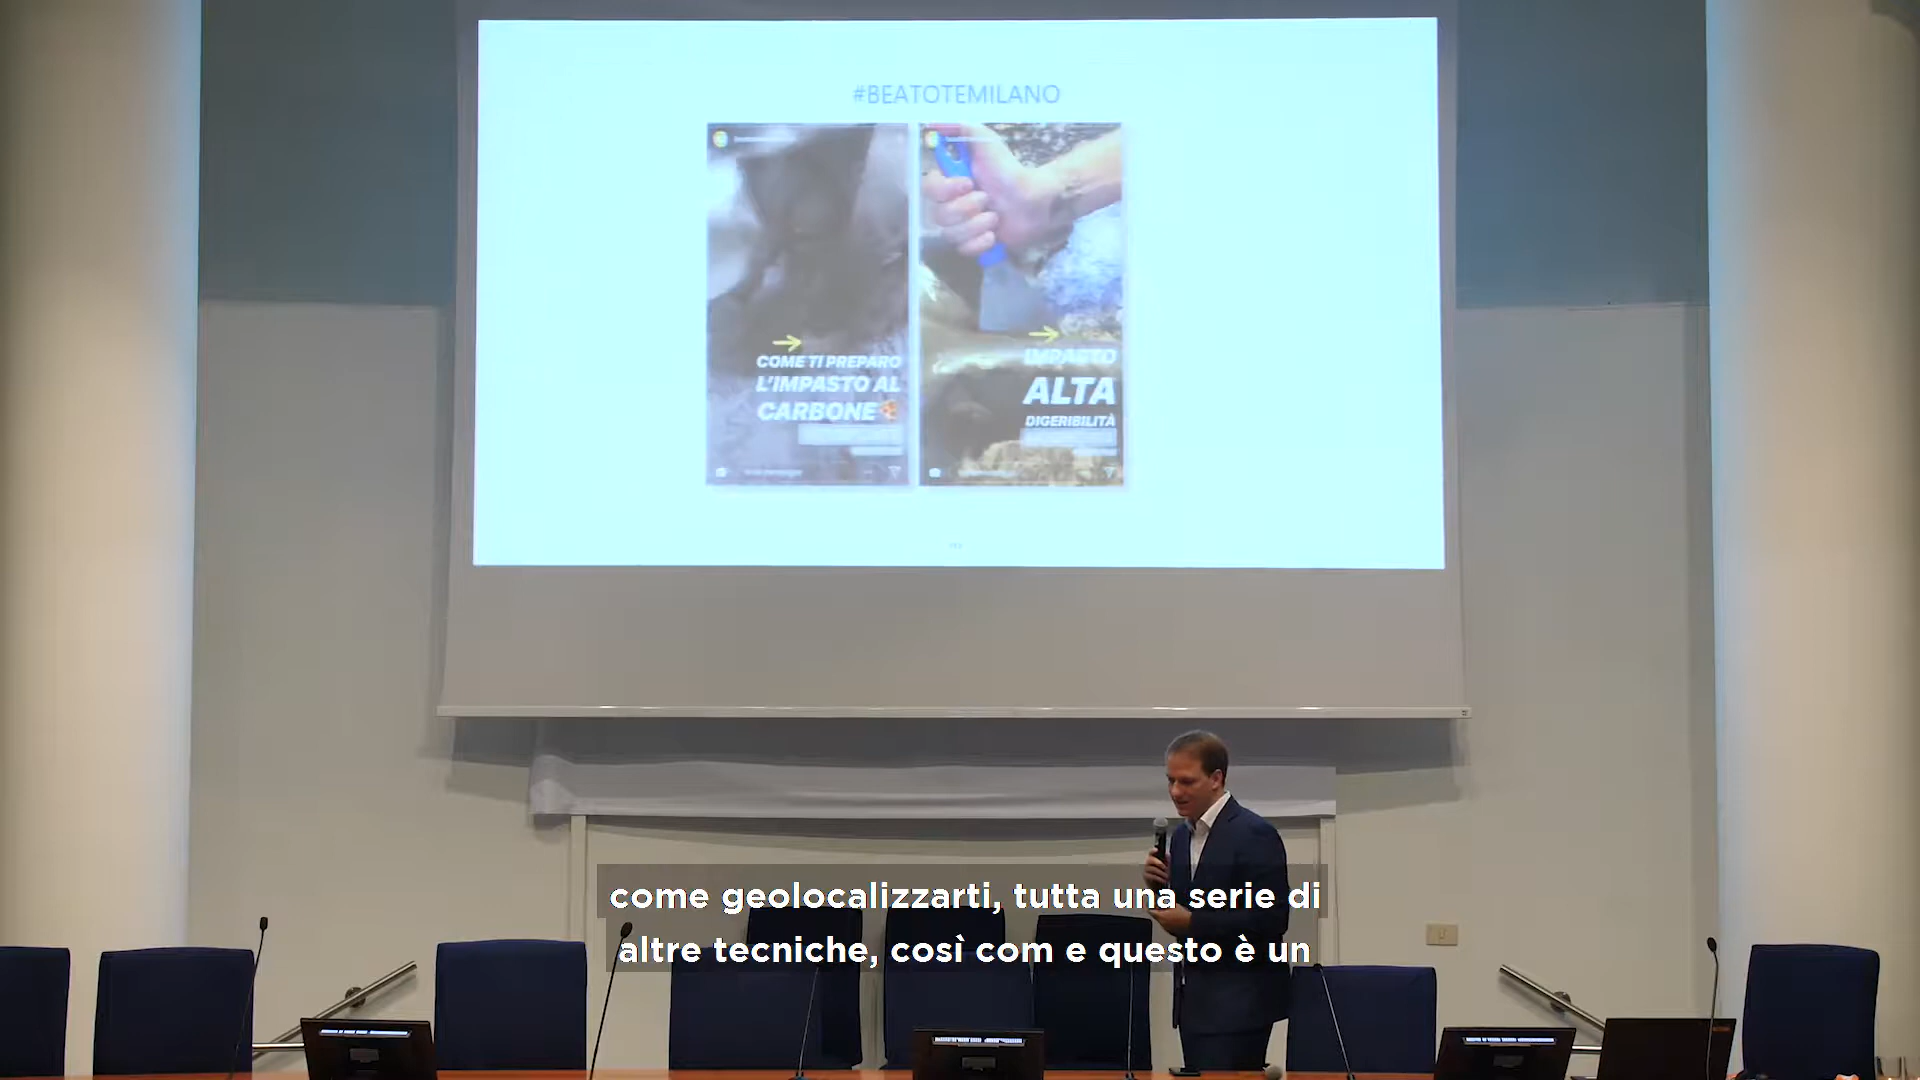 #BEATOTEMILANO
COME TI PREPARO
L'IMPASTO AL
CARBONE
IMPASTO
ALTA
DIGERIBILITÀ
come geolocalizzarti, tutta una serie di
altre tecniche, così com e questo è un